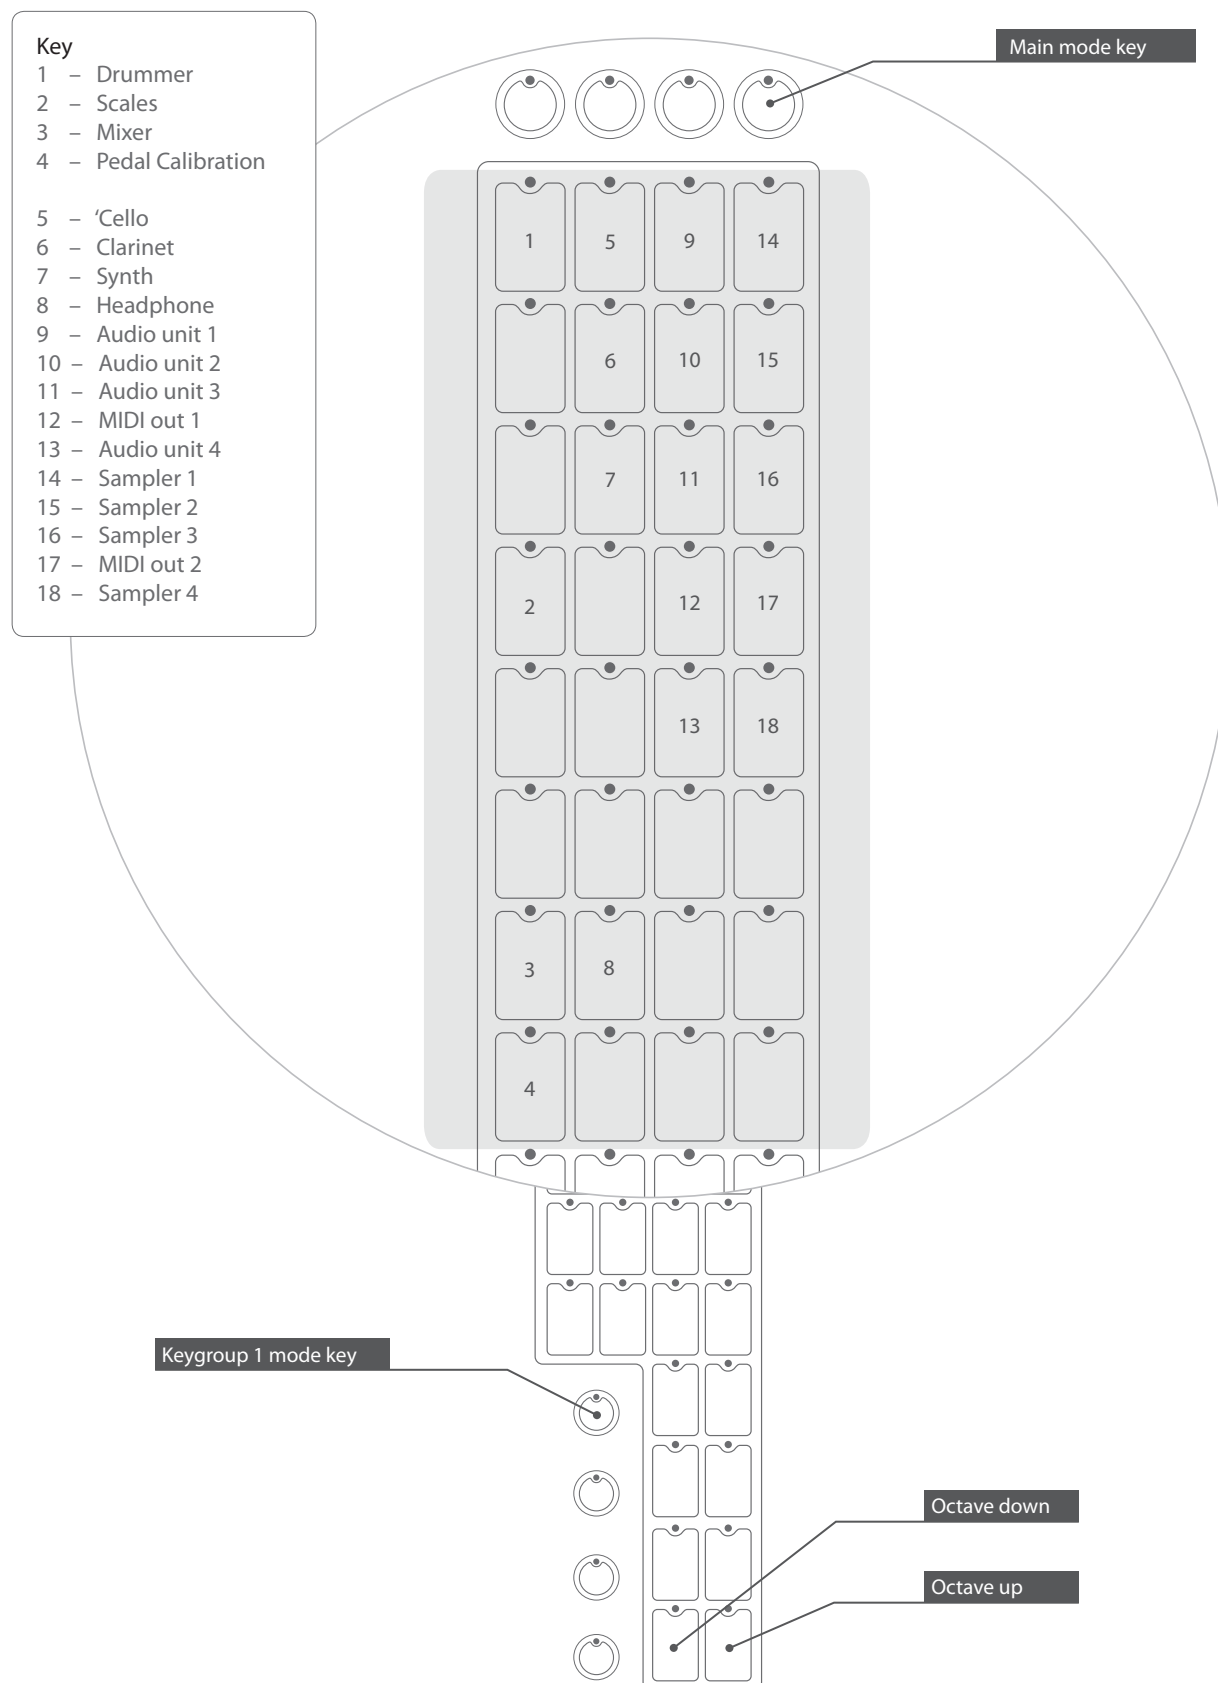 Key
1 – Drummer
2 – Scales
3 – Mixer
4 – Pedal Calibration
5 – ‘Cello
6 – Clarinet
7 – Synth
8 – Headphone
9 – Audio unit 1
10 – Audio unit 2
11 – Audio unit 3
12 – MIDI out 1
13 – Audio unit 4
14 – Sampler 1
15 – Sampler 2
16 – Sampler 3
17 – MIDI out 2
18 – Sampler 4
Main mode key
1 5 9 14
6 10 15
7 11 16
2 12 17
13 18
3 8
4
Keygroup 1 mode key
Octave down
Octave up